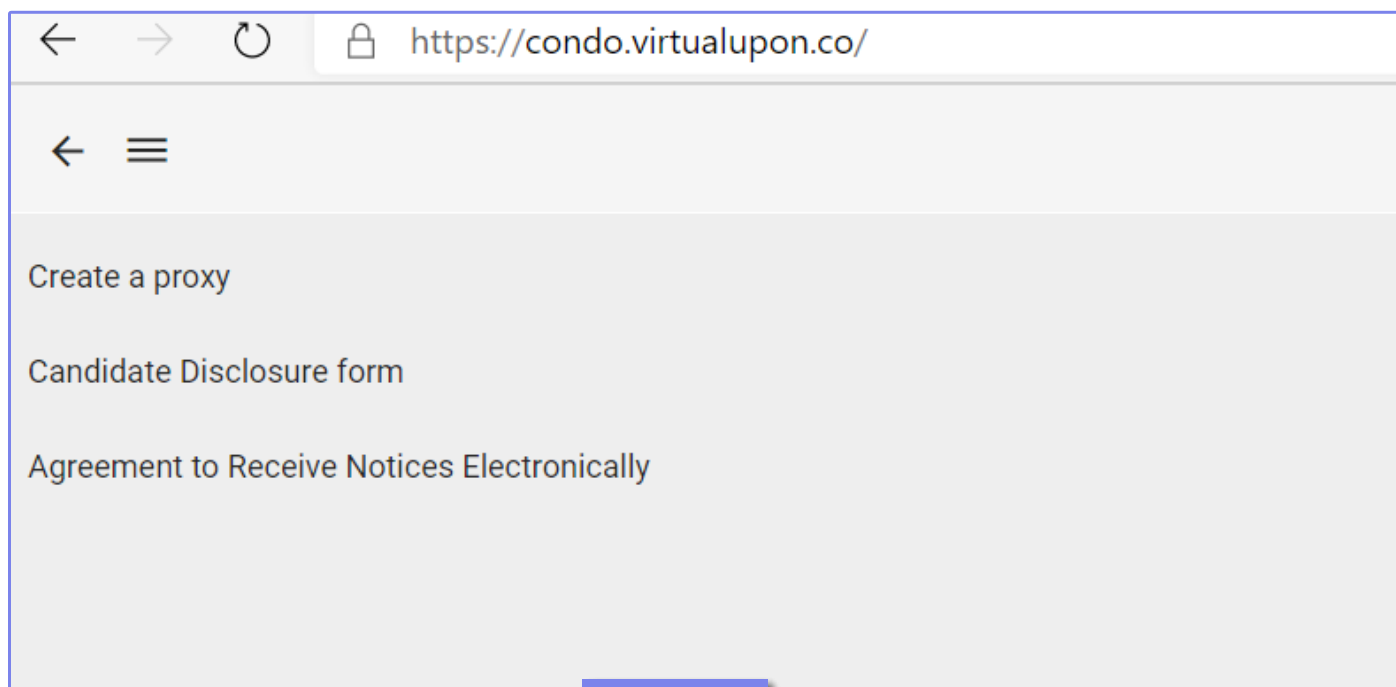 https://condo.virtualupon.co/
Create a proxy
Candidate Disclosure form
Agreement to Receive Notices Electronically